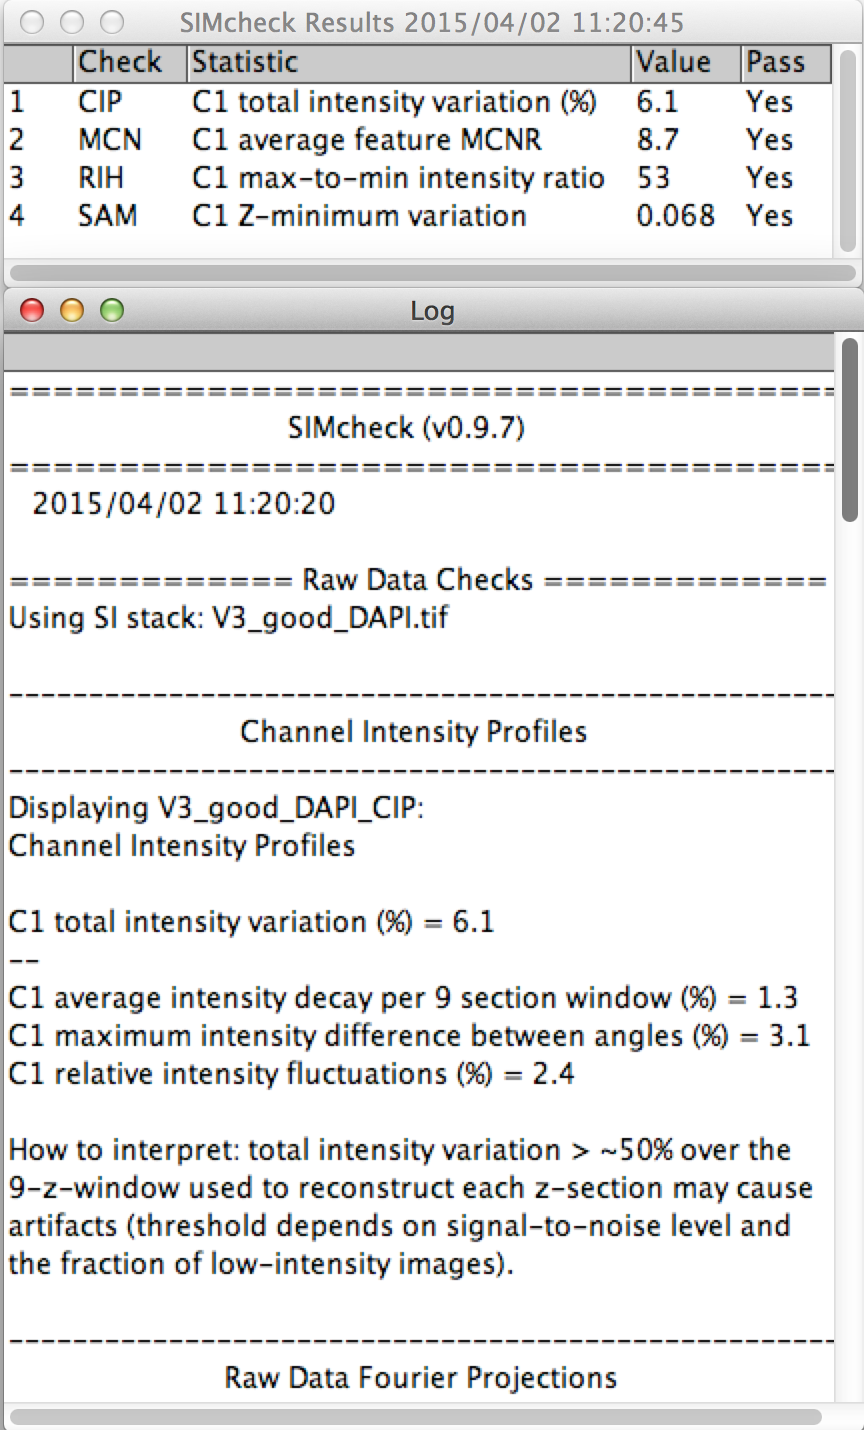 SIMcheck Results 2015/04/02 11:20:45
Check Statistic Value Pass
1 CIP C1 total intensity variation (%) 6.1 Yes
2 MCN C1 average feature MCNR 8.7 Yes
3 RIH C1 max-to-min intensity ratio 53 Yes
4 SAM C1 Z-minimum variation 0.068 Yes
Log
======================================
SIMcheck (v0.9.7)
======================================
2015/04/02 11:20:20
============= Raw Data Checks =============
Using SI stack: V3_good_DAPI.tif
----------------------------------------------------
Channel Intensity Profiles
----------------------------------------------------
Displaying V3_good_DAPI_CIP:
Channel Intensity Profiles
C1 total intensity variation (%) = 6.1
--
C1 average intensity decay per 9 section window (%) = 1.3
C1 maximum intensity difference between angles (%) = 3.1
C1 relative intensity fluctuations (%) = 2.4
How to interpret: total intensity variation > ~50% over the
9-z-window used to reconstruct each z-section may cause
artifacts (threshold depends on signal-to-noise level and
the fraction of low-intensity images).
----------------------------------------------------
Raw Data Fourier Projections